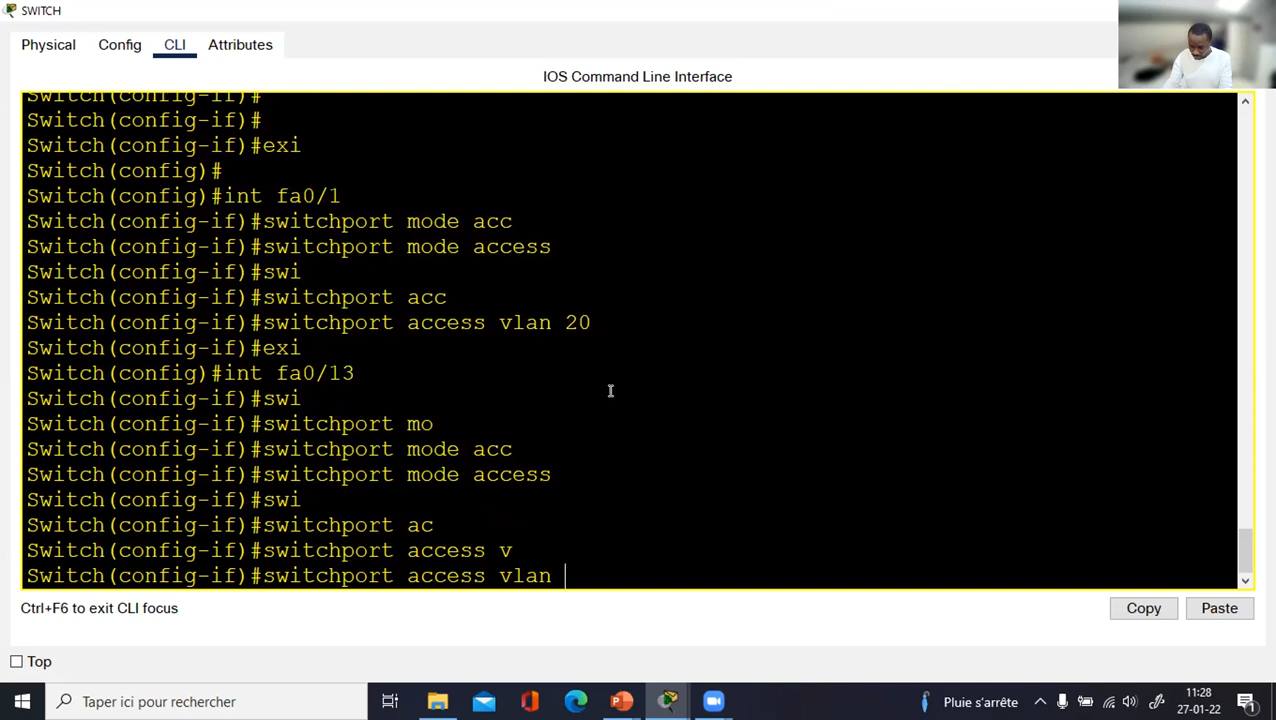 SWITCH
Physical Config CLI Attributes
IOS Command Line Interface
Switch(config-if)#
Switch(config-if)#
Switch(config-if)#exi
Switch(config)#
Switch(config)#int fa0/1
Switch(config-if)#switchport mode acc
Switch(config-if)#switchport mode access
Switch(config-if)#swi
Switch(config-if)#switchport acc
Switch(config-if)#switchport access vlan 20
Switch(config-if)#exi
Switch(config)#int fa0/13
Switch(config-if)#swi
Switch(config-if)#switchport mo
Switch(config-if)#switchport mode acc
Switch(config-if)#switchport mode access
Switch(config-if)#swi
Switch(config-if)#switchport ac
Switch(config-if)#switchport access v
Switch(config-if)#switchport access vlan
Ctrl+F6 to exit CLI focus
Copy Paste
Top
Taper ici pour rechercher
Pluie s'arrête
11:28
27-01-22
1